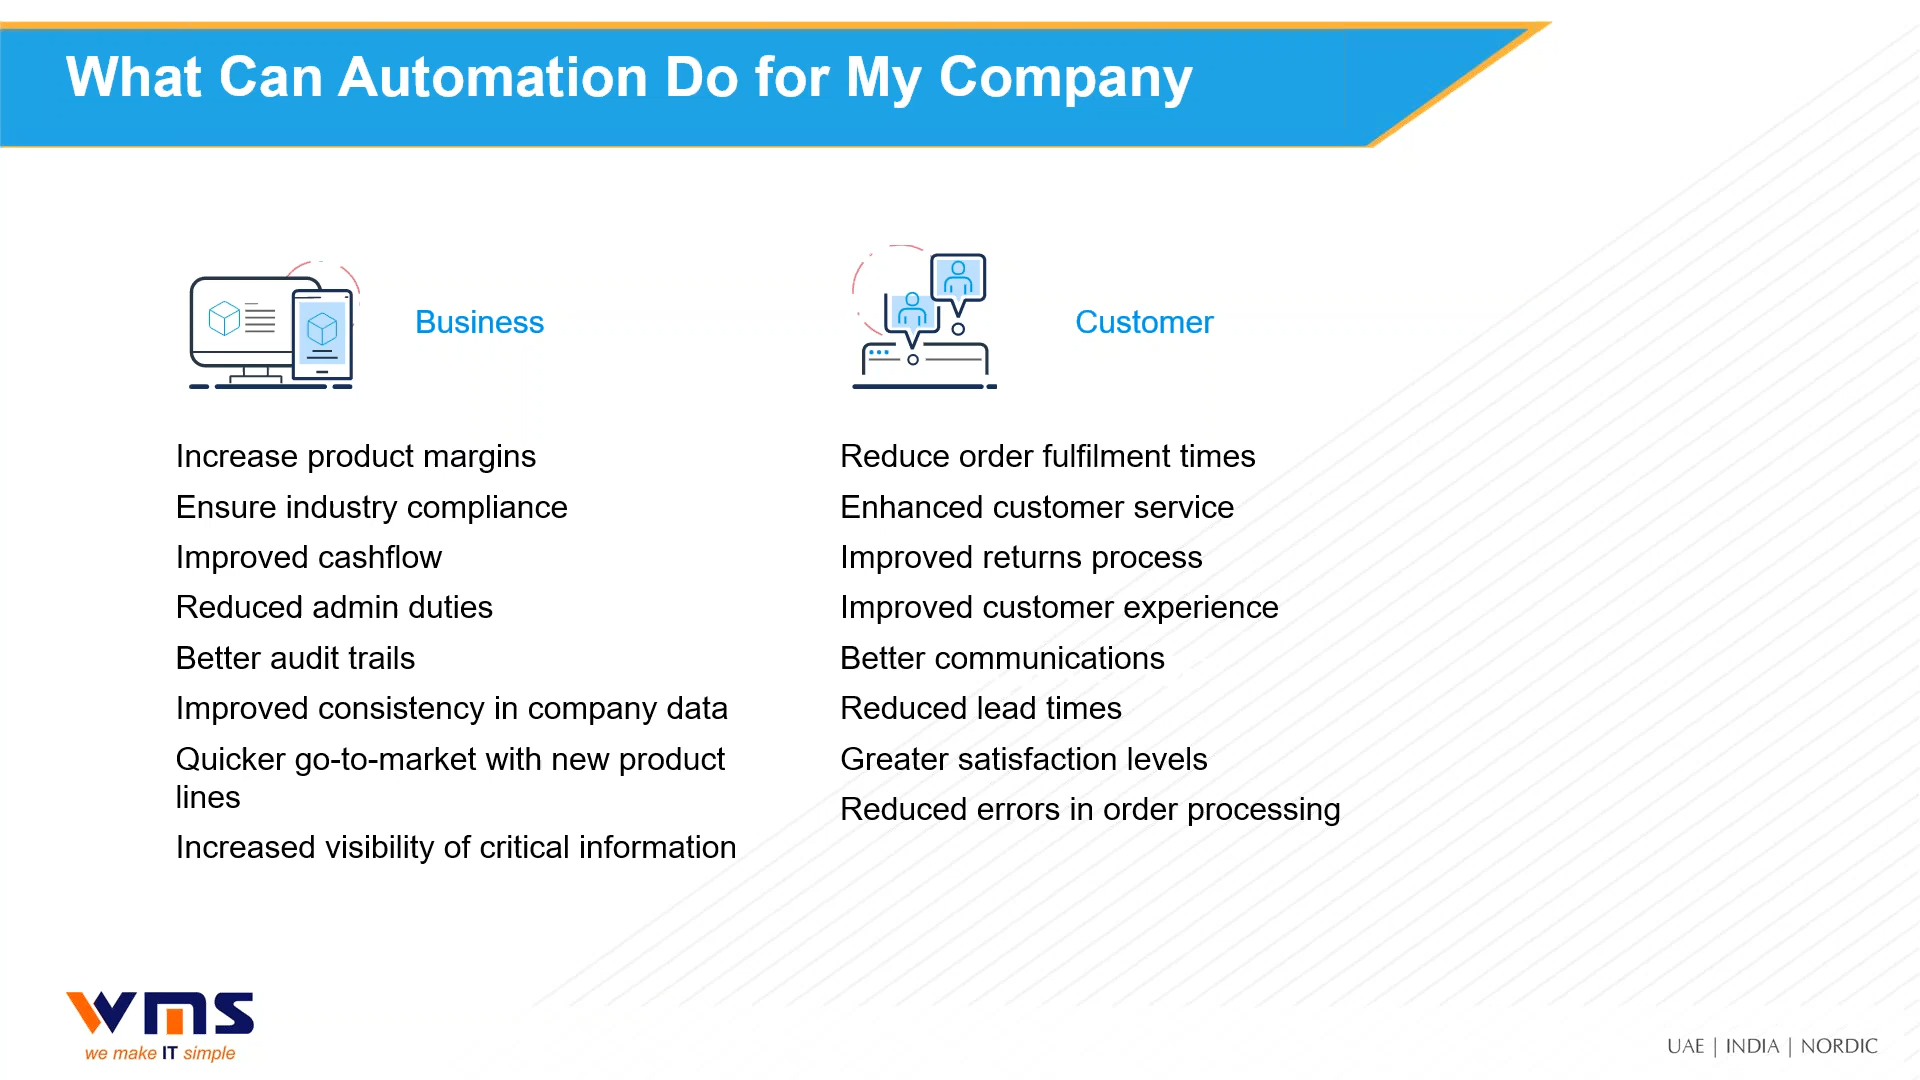 What Can Automation Do for My Company
Business
Increase product margins
Ensure industry compliance
Improved cashflow
Reduced admin duties
Better audit trails
Improved consistency in company data
Quicker go-to-market with new product
lines
Increased visibility of critical information
Customer
Reduce order fulfilment times
Enhanced customer service
Improved returns process
Improved customer experience
Better communications
Reduced lead times
Greater satisfaction levels
Reduced errors in order processing
wms
we make IT simple
UAE | INDIA | NORDIC